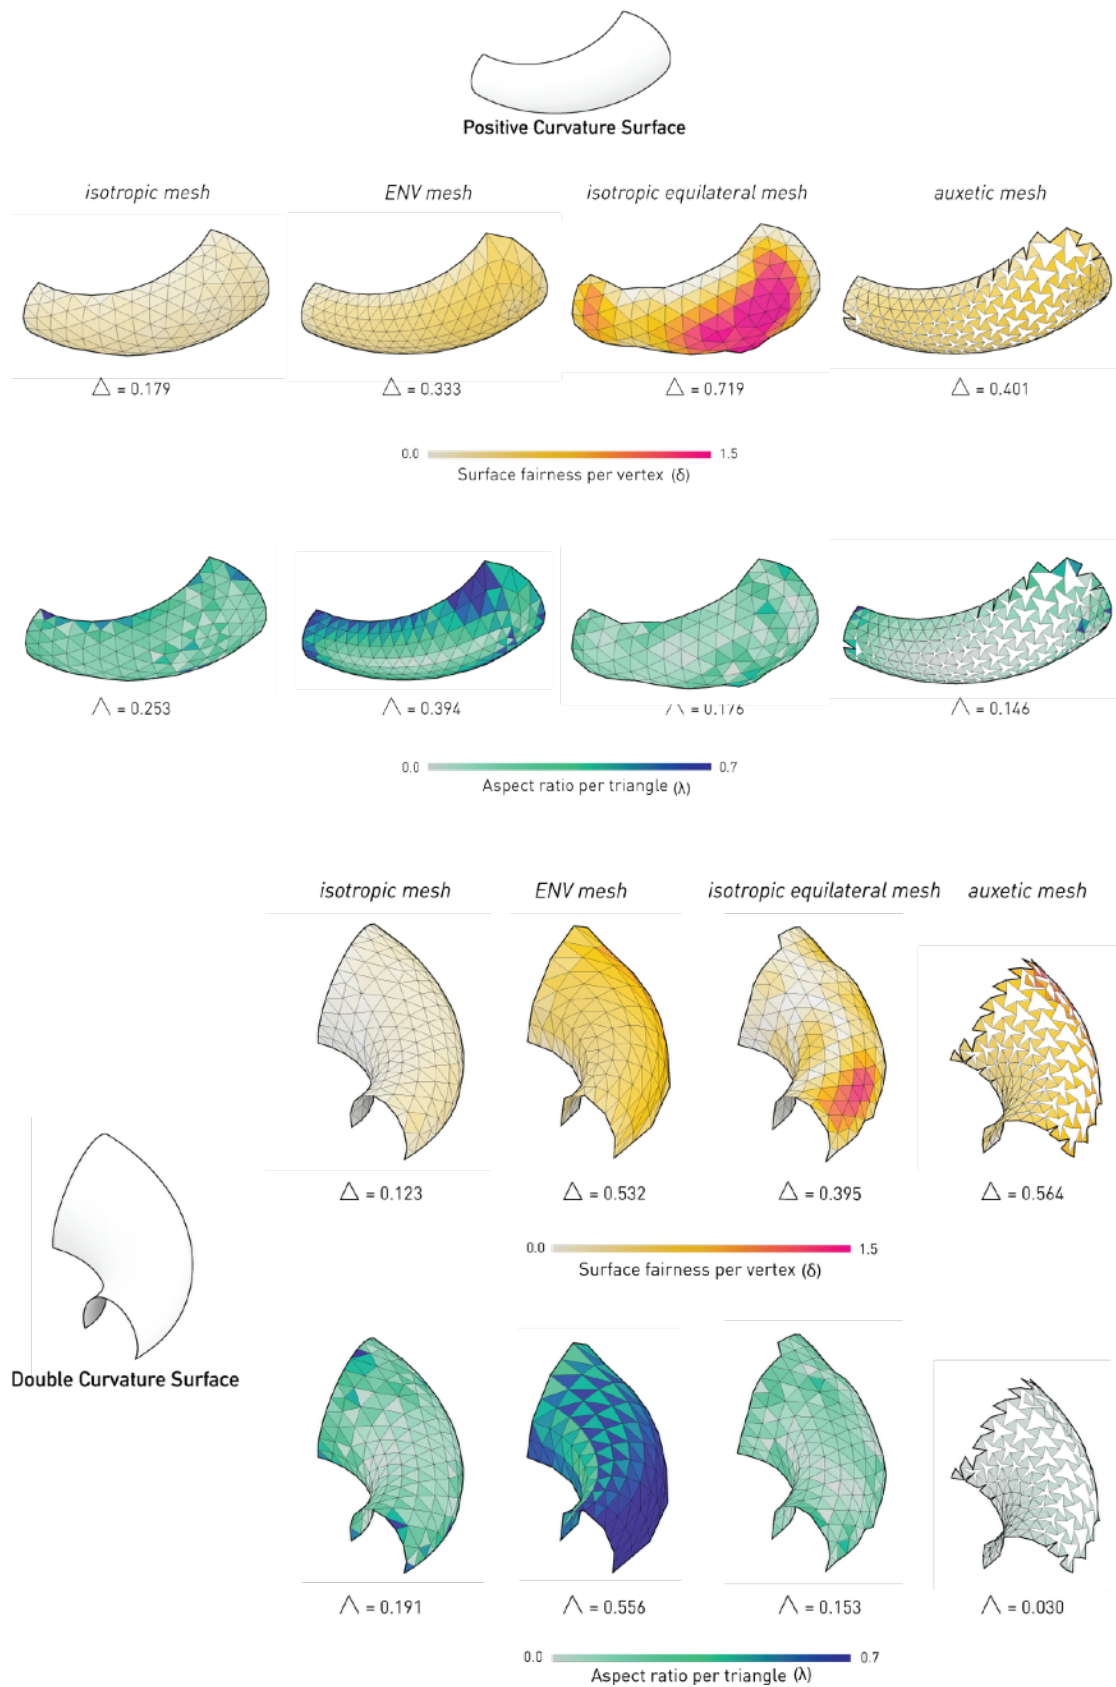 Positive Curvature Surface
isotropic mesh
ENV mesh
isotropic equilateral mesh
auxetic mesh
△ = 0.179
△ = 0.333
△ = 0.719
△ = 0.401
0.0
1.5
Surface fairness per vertex (δ)
Λ = 0.253
Λ = 0.394
Λ = 0.176
Λ = 0.146
0.0
0.7
Aspect ratio per triangle (λ)
isotropic mesh
ENV mesh
isotropic equilateral mesh
auxetic mesh
△ = 0.123
△ = 0.532
△ = 0.395
△ = 0.564
0.0
1.5
Surface fairness per vertex (δ)
Double Curvature Surface
Λ = 0.191
Λ = 0.556
Λ = 0.153
Λ = 0.030
0.0
0.7
Aspect ratio per triangle (λ)